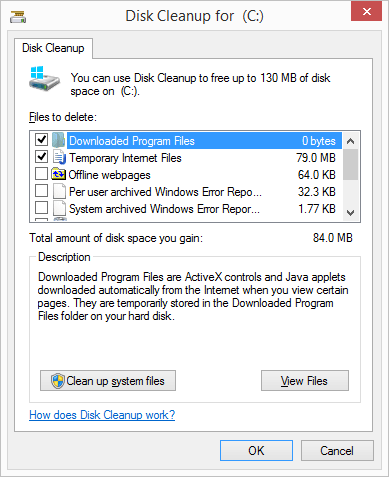 Disk Cleanup for  (C:)
Disk Cleanup
You can use Disk Cleanup to free up to 130 MB of disk
space on  (C:).
Files to delete:
Downloaded Program Files 0 bytes
Temporary Internet Files 79.0 MB
Offline webpages 64.0 KB
Per user archived Windows Error Repo... 32.3 KB
System archived Windows Error Repo... 1.77 KB
Total amount of disk space you gain: 84.0 MB
Description
Downloaded Program Files are ActiveX controls and Java applets
downloaded automatically from the Internet when you view certain
pages. They are temporarily stored in the Downloaded Program
Files folder on your hard disk.
Clean up system files View Files
How does Disk Cleanup work?
OK Cancel